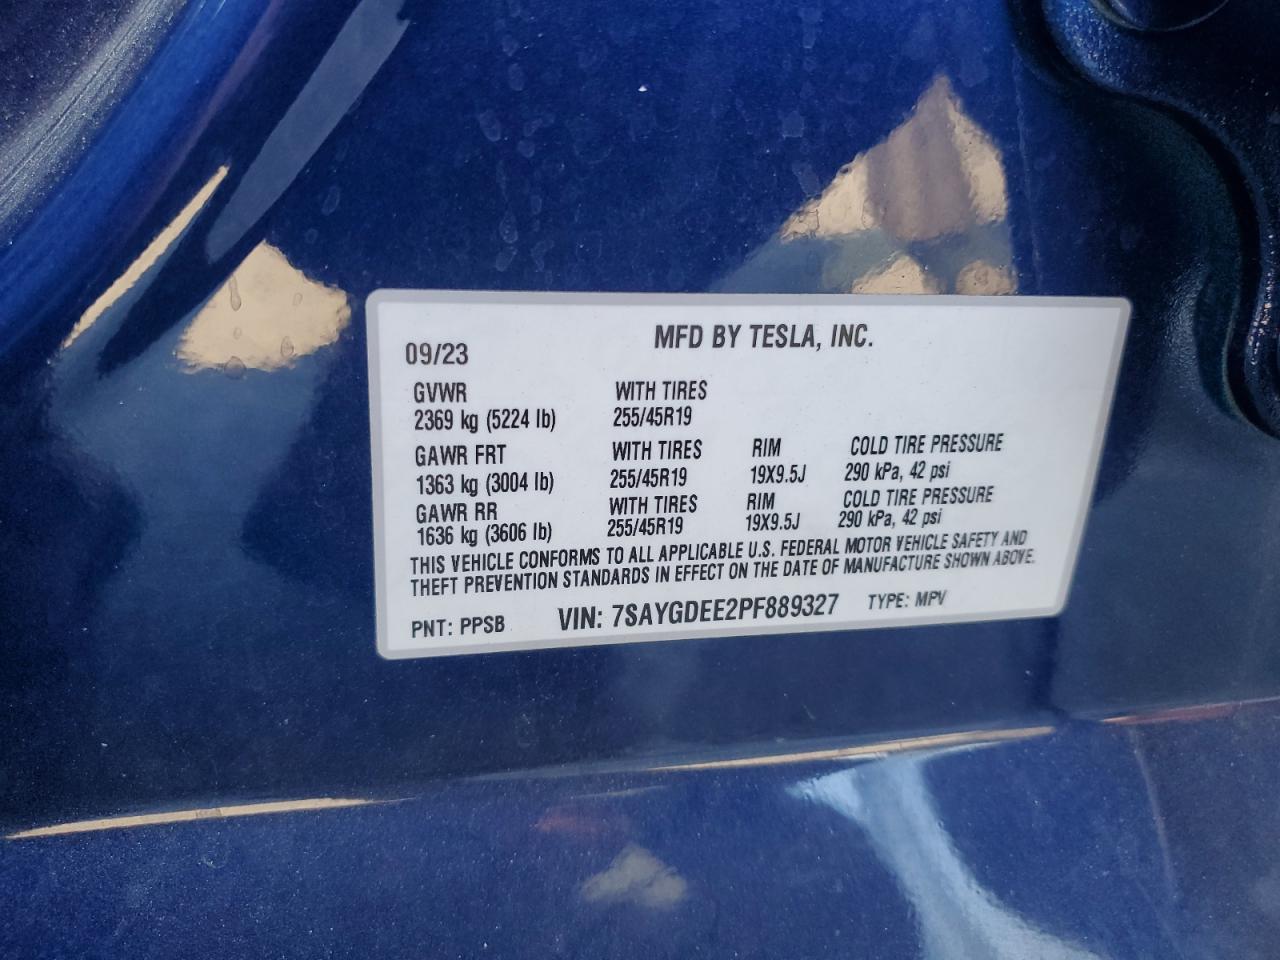 MFD BY TESLA, INC.
09/23
GVWR WITH TIRES
2369 kg (5224 lb) 255/45R19
GAWR FRT WITH TIRES RIM COLD TIRE PRESSURE
1363 kg (3004 lb) 255/45R19 19X9.5J 290 kPa, 42 psi
GAWR RR WITH TIRES RIM COLD TIRE PRESSURE
1636 kg (3606 lb) 255/45R19 19X9.5J 290 kPa, 42 psi
THIS VEHICLE CONFORMS TO ALL APPLICABLE U.S. FEDERAL MOTOR VEHICLE SAFETY AND
THEFT PREVENTION STANDARDS IN EFFECT ON THE DATE OF MANUFACTURE SHOWN ABOVE.
PNT: PPSB VIN: 7SAYGDEE2PF889327 TYPE: MPV